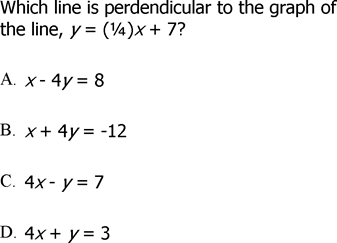 Which line is perdendicular to the graph of
the line, y = (¼)x + 7?
A. x - 4y = 8
B. x + 4y = -12
C. 4x - y = 7
D. 4x + y = 3